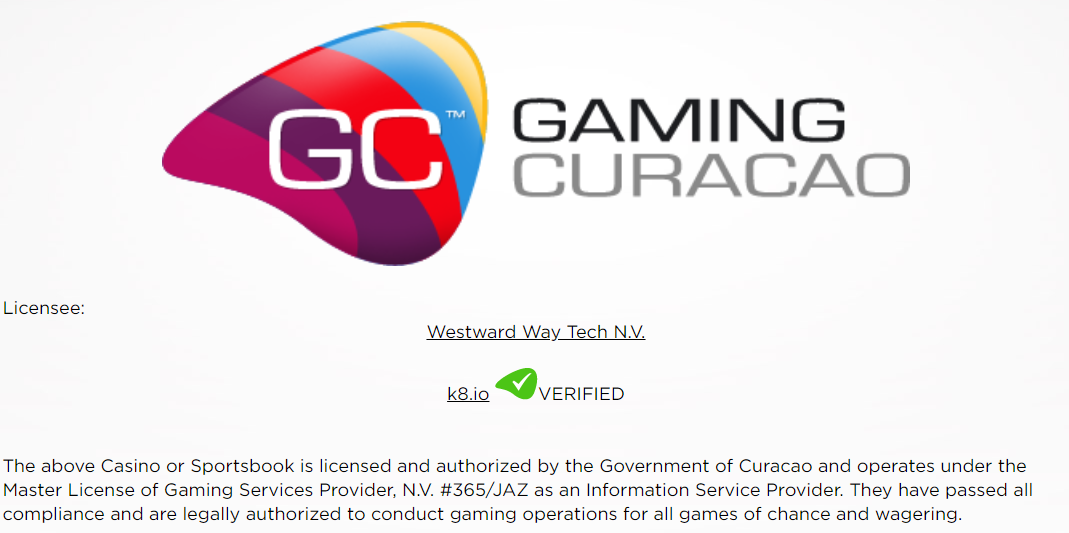 GC™
GAMING
CURACAO
Licensee:
Westward Way Tech N.V.
k8.io VERIFIED
The above Casino or Sportsbook is licensed and authorized by the Government of Curacao and operates under the
Master License of Gaming Services Provider, N.V. #365/JAZ as an Information Service Provider. They have passed all
compliance and are legally authorized to conduct gaming operations for all games of chance and wagering.